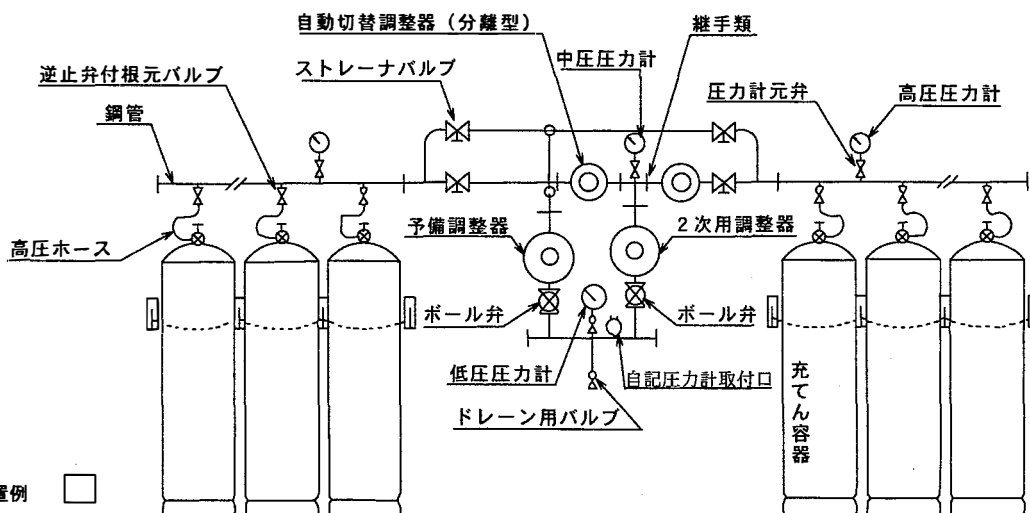 自動切替調整器（分離型）
継手類
中圧圧力計
ストレーナバルブ
逆止弁付根元バルブ
圧力計元弁
高圧圧力計
鋼管
予備調整器
2次用調整器
高圧ホース
ボール弁
ボール弁
低圧圧力計
自記圧力計取付口
ドレーン用バルブ
充てん容器
置例